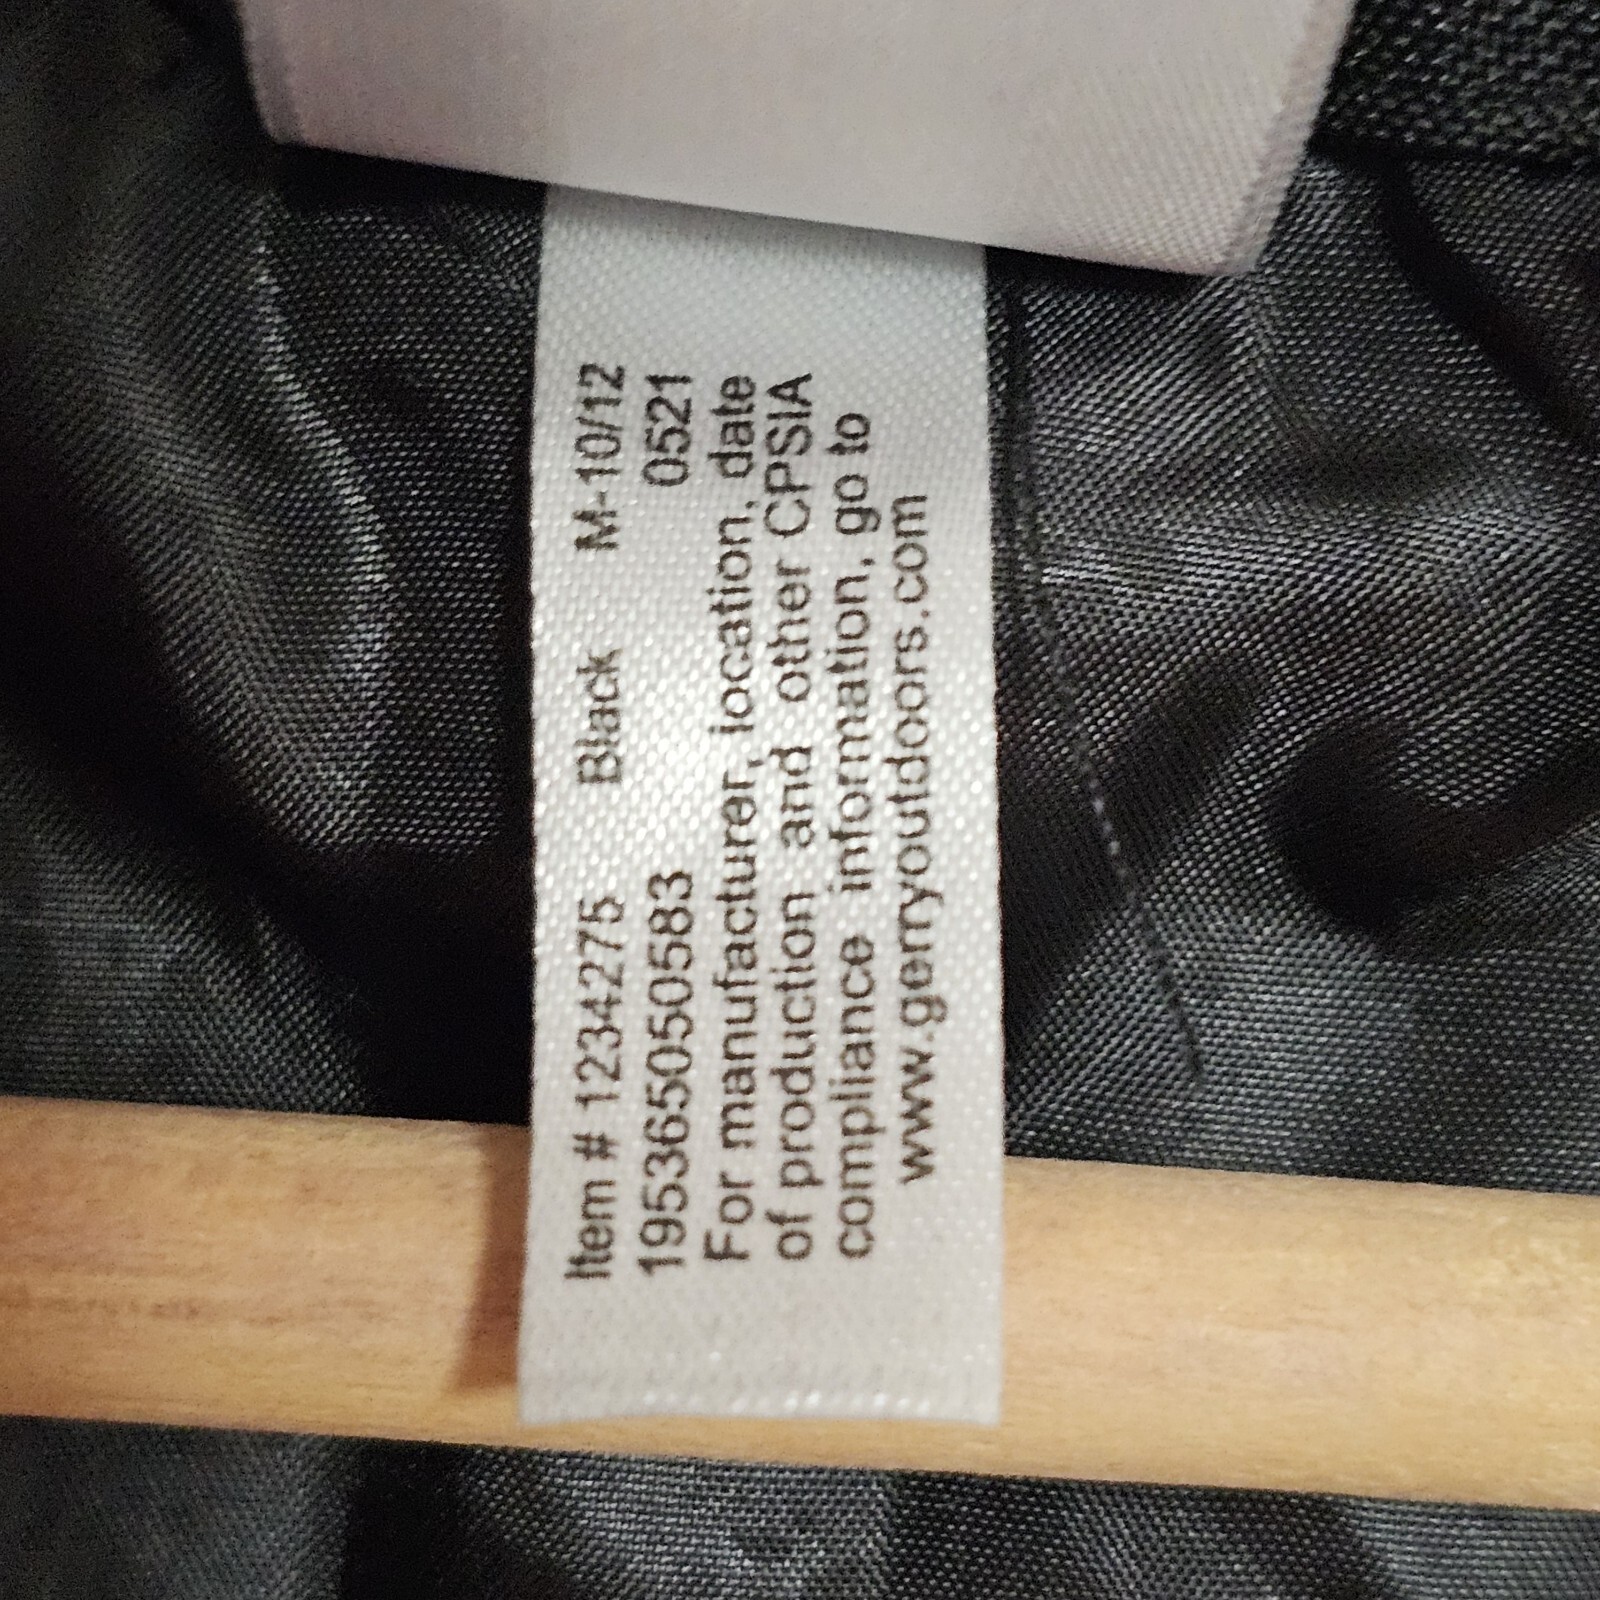 Item # 1234275 Black M-10/12
195365050583 0521
For manufacturer, location, date
of production and other CPSIA
compliance information, go to
www.gerryoutdoors.com